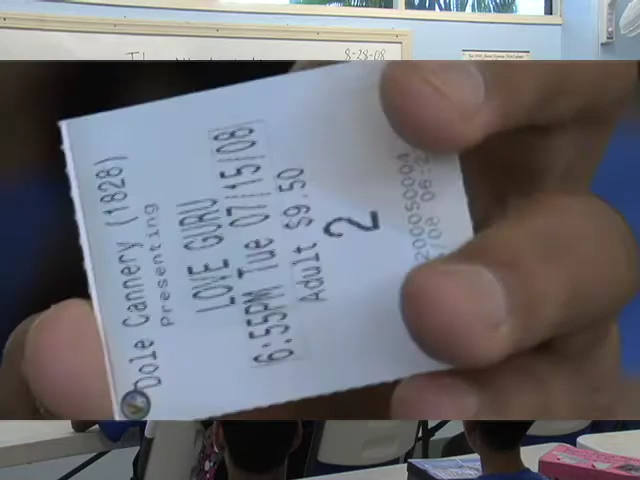 8-28-08
Dole Cannery (1828)
Presenting
LOVE GURU
6:55PM Tue 07/15/08
Adult $9.50
2
200050004